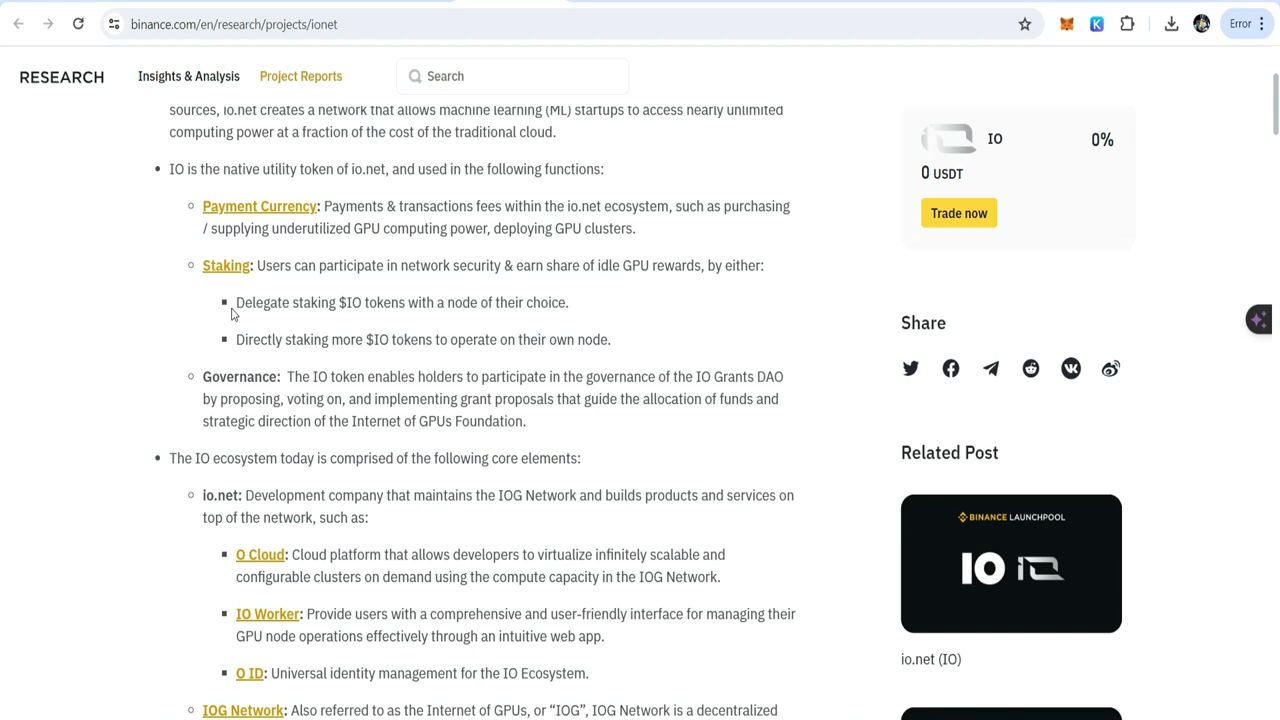 binance.com/en/research/projects/ionet
Error
RESEARCH
Insights & Analysis
Project Reports
Search
sources, io.net creates a network that allows machine learning (ML) startups to access nearly unlimited
computing power at a fraction of the cost of the traditional cloud.
IO is the native utility token of io.net, and used in the following functions:
Payment Currency: Payments & transactions fees within the io.net ecosystem, such as purchasing
/ supplying underutilized GPU computing power, deploying GPU clusters.
Staking: Users can participate in network security & earn share of idle GPU rewards, by either:
Delegate staking $IO tokens with a node of their choice.
Directly staking more $IO tokens to operate on their own node.
Governance: The IO token enables holders to participate in the governance of the IO Grants DAO
by proposing, voting on, and implementing grant proposals that guide the allocation of funds and
strategic direction of the Internet of GPUs Foundation.
The IO ecosystem today is comprised of the following core elements:
io.net: Development company that maintains the IOG Network and builds products and services on
top of the network, such as:
O Cloud: Cloud platform that allows developers to virtualize infinitely scalable and
configurable clusters on demand using the compute capacity in the IOG Network.
IO Worker: Provide users with a comprehensive and user-friendly interface for managing their
GPU node operations effectively through an intuitive web app.
O ID: Universal identity management for the IO Ecosystem.
IOG Network: Also referred to as the Internet of GPUs, or “IOG”, IOG Network is a decentralized
IO
0%
0 USDT
Trade now
Share
Related Post
BINANCE LAUNCHPOOL
IO
io.net (IO)